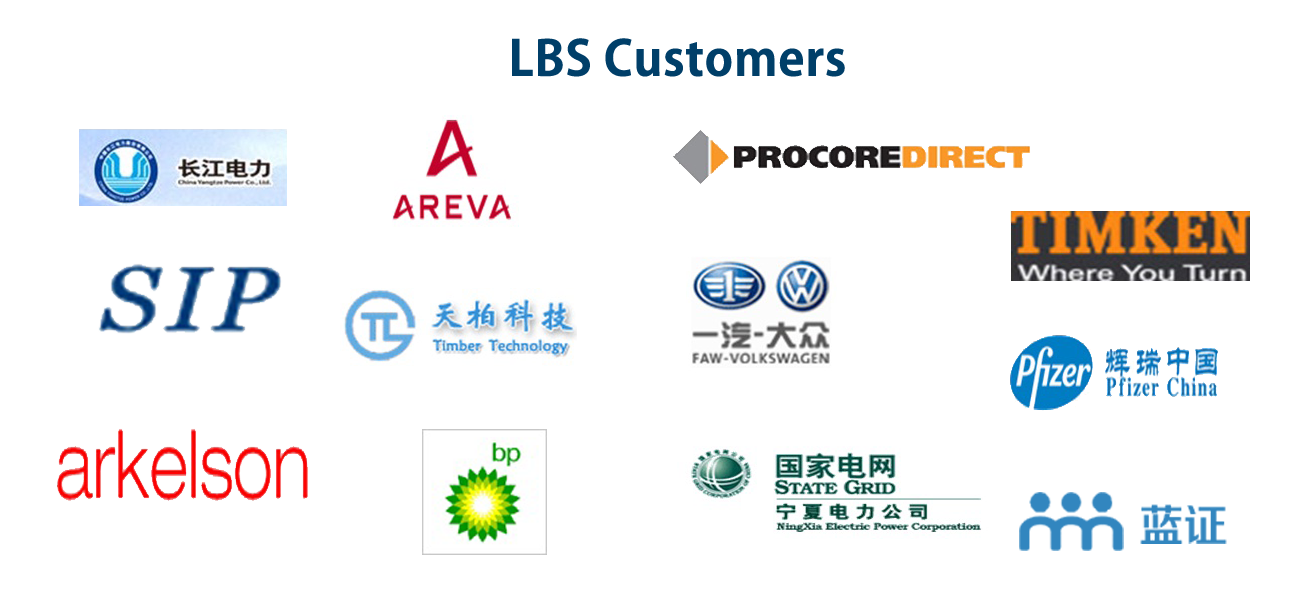 LBS Customers
长江电力
China Yangtze Power Co., Ltd.
AREVA
PROCOREDIRECT
TIMKEN
Where You Turn
SIP
天柏科技
Timber Technology
一汽-大众
FAW-VOLKSWAGEN
Pfizer
辉瑞中国
Pfizer China
arkelson
bp
国家电网
STATE GRID
宁夏电力公司
NingXia Electric Power Corporation
蓝证